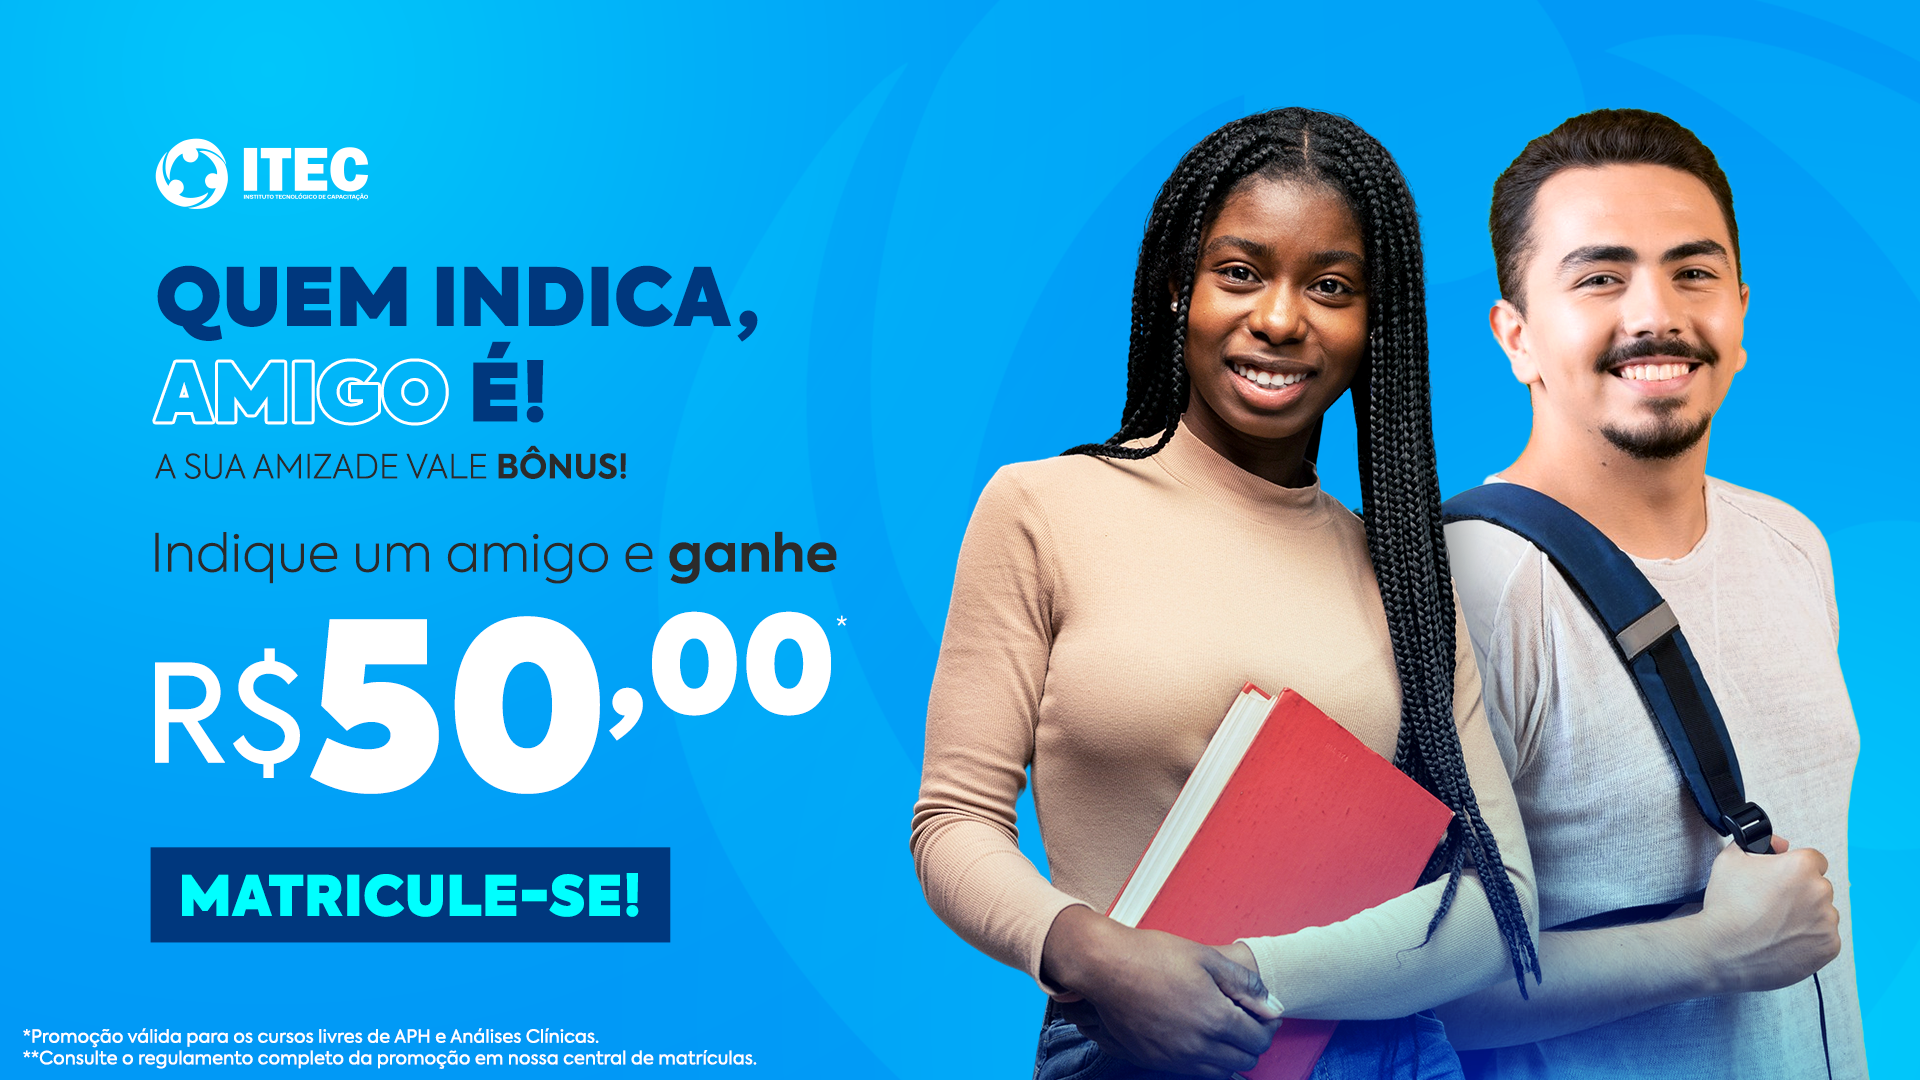 ITEC
INSTITUTO TECNOLÓGICO DE CAPACITAÇÃO
QUEM INDICA,
AMIGO É!
A SUA AMIZADE VALE BÔNUS!
Indique um amigo e ganhe
R$50,00*
MATRICULE-SE!
*Promoção válida para os cursos livres de APH e Análises Clínicas.
**Consulte o regulamento completo da promoção em nossa central de matrículas.